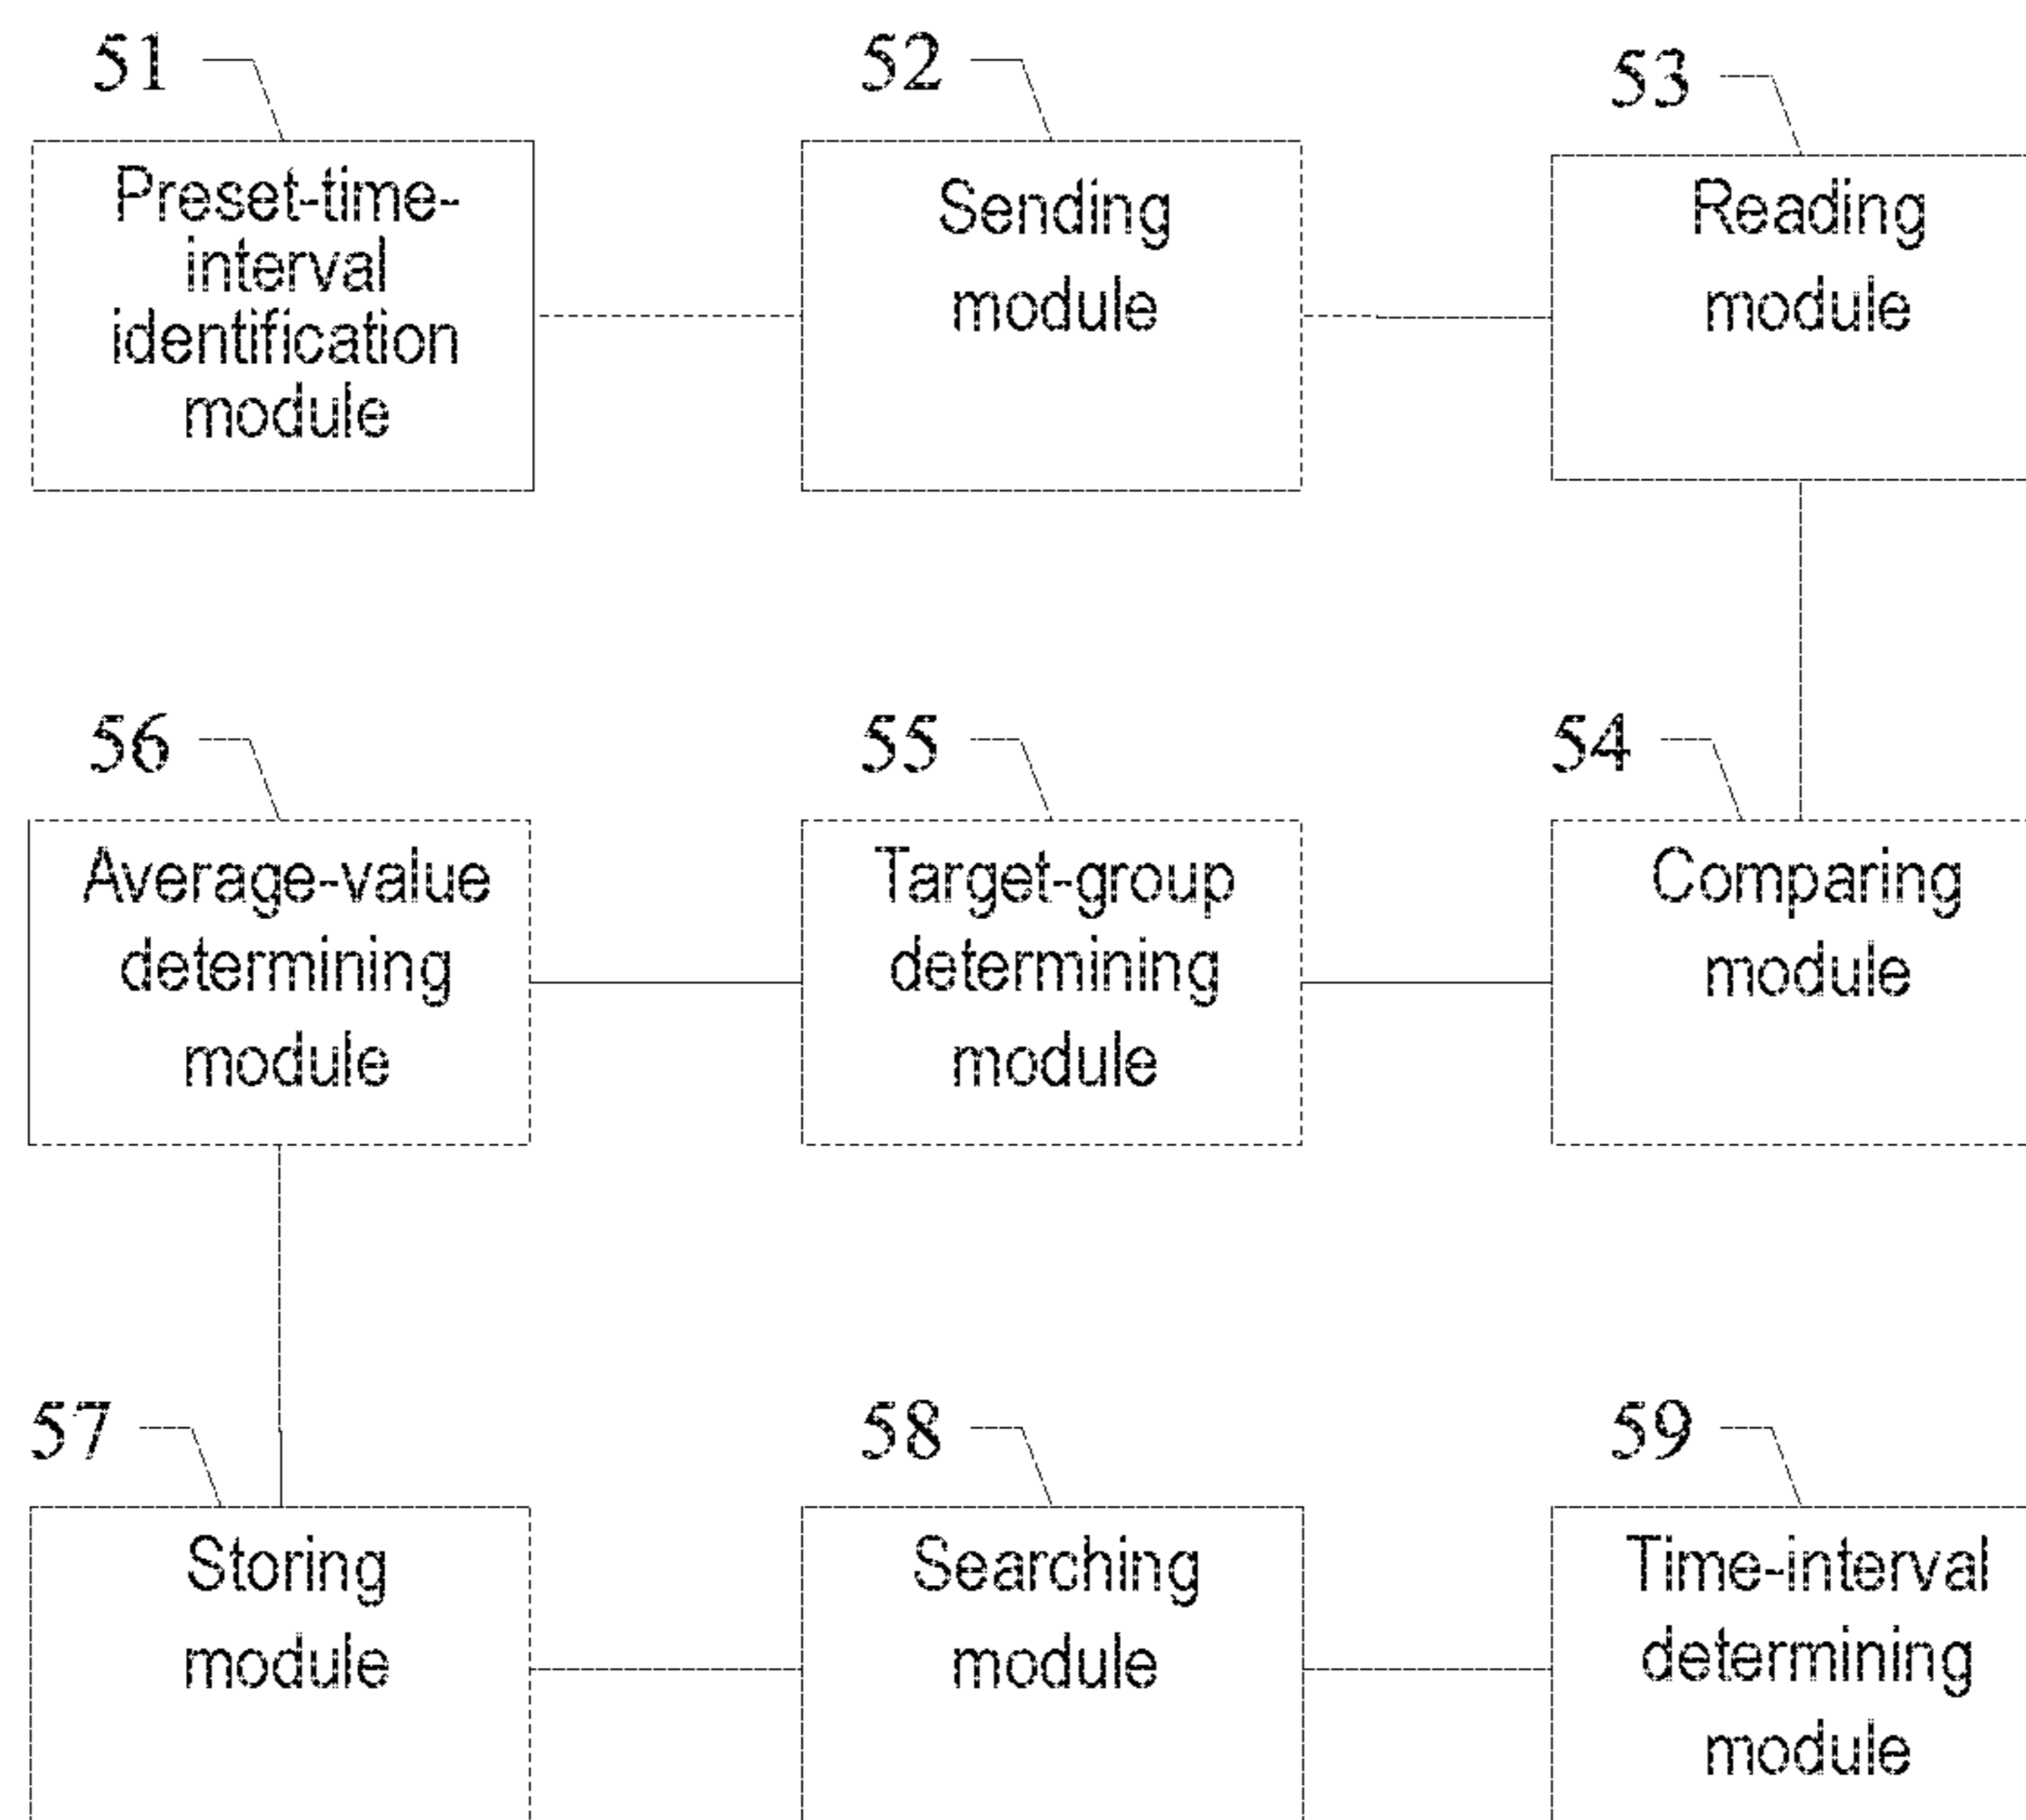 51
Preset-time-
interval
identification
module
52
Sending
module
53
Reading
module
56
Average-value
determining
module
55
Target-group
determining
module
54
Comparing
module
57
Storing
module
58
Searching
module
59
Time-interval
determining
module